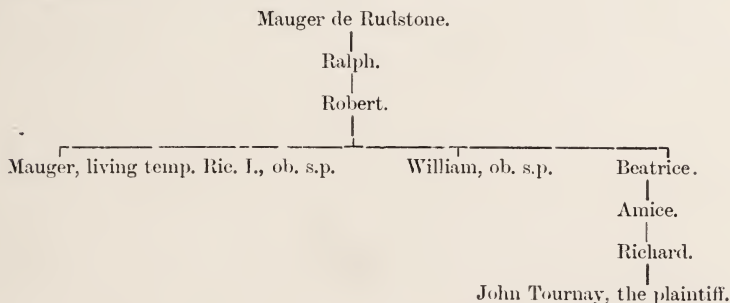 Mauger de Rudstone.
Ralph.
Robert.
Mauger, living temp. Ric. I., ob. s.p. William, ob. s.p. Beatrice.
Amice.
Richard.
John Tournay, the plaintiff.